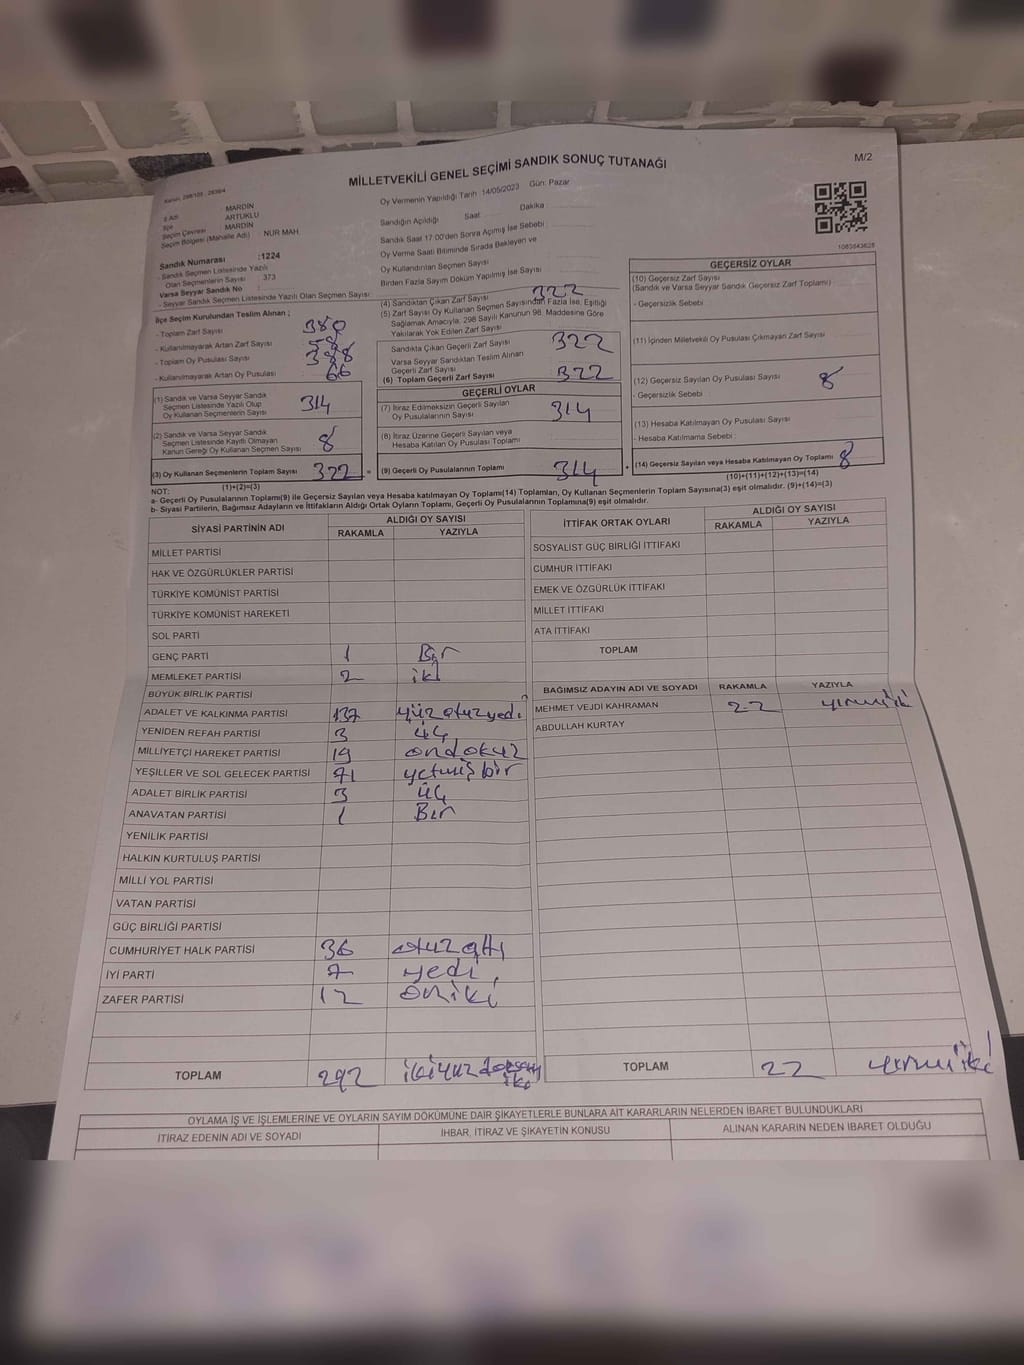 MİLLETVEKİLİ GENEL SEÇİMİ SANDIK SONUÇ TUTANAĞI
M/2
İl Adı MARDİN
İlçe ARTUKLU
Seçim Çevresi MARDİN
Seçim Bölgesi (Mahalle Adı) : NUR MAH.
Sandık Numarası :1224
- Sandık Seçmen Listesinde Yazılı
Olan Seçmenlerin Sayısı : 373
Varsa Seyyar Sandık No
- Seyyar Sandık Seçmen Listesinde Yazılı Olan Seçmen Sayısı:
Oy Vermenin Yapıldığı Tarih :14/05/2023 Gün: Pazar
Sandığın Açıldığı Saat Dakika
Sandık Saat 17.00'den Sonra Açımış İse Sebebi
Oy Verme Saati Bitiminde Sırada Bekleyen ve
Oy Kullandırılan Seçmen Sayısı
Birden Fazla Sayım Döküm Yapılmış İse Sayısı
1083643628
İlçe Seçim Kurulundan Teslim Alınan ;
- Toplam Zarf Sayısı 380
- Kullanılmayarak Artan Zarf Sayısı
- Toplam Oy Pusulası Sayısı
- Kullanılmayarak Artan Oy Pusulası 66
(1) Sandık ve Varsa Seyyar Sandık
Seçmen Listesinde Yazılı Olup
Oy Kullanan Seçmenlerin Sayısı 314
(2) Sandık ve Varsa Seyyar Sandık
Seçmen Listesinde Kayıtlı Olmayan
Kanun Gereği Oy Kullanan Seçmen Sayısı 8
(3) Oy Kullanan Seçmenlerin Toplam Sayısı 322
(1)+(2)=(3)
(4) Sandıktan Çıkan Zarf Sayısı 322
(5) Zarf Sayısı Oy Kullanan Seçmen Sayısından Fazla İse, Eşitliği
Sağlamak Amacıyla; 298 Sayılı Kanunun 98. Maddesine Göre
Yakılarak Yok Edilen Zarf Sayısı
Sandıkta Çıkan Geçerli Zarf Sayısı 322
Varsa Seyyar Sandıktan Teslim Alınan
Geçerli Zarf Sayısı
(6) Toplam Geçerli Zarf Sayısı 322
GEÇERLİ OYLAR
(7) İtiraz Edilmeksizin Geçerli Sayılan
Oy Pusulalarının Sayısı 314
(8) İtiraz Üzerine Geçerli Sayılan veya
Hesaba Katılan Oy Pusulası Toplamı
(9) Geçerli Oy Pusulalarının Toplamı 314
GEÇERSİZ OYLAR
(10) Geçersiz Zarf Sayısı
(Sandık ve Varsa Seyyar Sandık Geçersiz Zarf Toplamı)
- Geçersizlik Sebebi
(11) İçinden Milletvekili Oy Pusulası Çıkmayan Zarf Sayısı
(12) Geçersiz Sayılan Oy Pusulası Sayısı 8
- Geçersizlik Sebebi
(13) Hesaba Katılmayan Oy Pusulası Sayısı
- Hesaba Katılmama Sebebi :
(14) Geçersiz Sayılan veya Hesaba Katılmayan Oy Toplamı 8
(10)+(11)+(12)+(13)=(14)
NOT:
a- Geçerli Oy Pusulalarının Toplamı(9) ile Geçersiz Sayılan veya Hesaba katılmayan Oy Toplamı(14) Toplamları, Oy Kullanan Seçmenlerin Toplam Sayısına(3) eşit olmalıdır. (9)+(14)=(3)
b- Siyasi Partilerin, Bağımsız Adayların ve İttifakların Aldığı Ortak Oyların Toplamı, Geçerli Oy Pusulalarının Toplamına(9) eşit olmalıdır.
SİYASİ PARTİNİN ADI ALDIĞI OY SAYISI
RAKAMLA YAZIYLA
MİLLET PARTİSİ
HAK VE ÖZGÜRLÜKLER PARTİSİ
TÜRKİYE KOMÜNİST PARTİSİ
TÜRKİYE KOMÜNİST HAREKETİ
SOL PARTİ
GENÇ PARTİ 1 Bir
MEMLEKET PARTİSİ 2 iki
BÜYÜK BİRLİK PARTİSİ
ADALET VE KALKINMA PARTİSİ 137 yüz otuz yedi
YENİDEN REFAH PARTİSİ 3 üç
MİLLİYETÇİ HAREKET PARTİSİ 19 ondokuz
YEŞİLLER VE SOL GELECEK PARTİSİ 71 yetmiş bir
ADALET BİRLİK PARTİSİ 3 üç
ANAVATAN PARTİSİ 1 Bir
YENİLİK PARTİSİ
HALKIN KURTULUŞ PARTİSİ
MİLLİ YOL PARTİSİ
VATAN PARTİSİ
GÜÇ BİRLİĞİ PARTİSİ
CUMHURİYET HALK PARTİSİ 36 otuz altı
İYİ PARTİ 7 yedi
ZAFER PARTİSİ 12 oniki
TOPLAM 292 ikiyüz doksan iki
İTTİFAK ORTAK OYLARI ALDIĞI OY SAYISI
RAKAMLA YAZIYLA
SOSYALİST GÜÇ BİRLİĞİ İTTİFAKI
CUMHUR İTTİFAKI
EMEK VE ÖZGÜRLÜK İTTİFAKI
MİLLET İTTİFAKI
ATA İTTİFAKI
TOPLAM
BAĞIMSIZ ADAYIN ADI VE SOYADI RAKAMLA YAZIYLA
MEHMET VEJDİ KAHRAMAN 22 yirmi iki
ABDULLAH KURTAY
TOPLAM 22 yirmi iki
OYLAMA İŞ VE İŞLEMLERİNE VE OYLARIN SAYIM DÖKÜMÜNE DAİR ŞİKAYETLERLE BUNLARA AİT KARARLARIN NELERDEN İBARET BULUNDUKLARI
İTİRAZ EDENİN ADI VE SOYADI İHBAR, İTİRAZ VE ŞİKAYETİN KONUSU ALINAN KARARIN NEDEN İBARET OLDUĞU